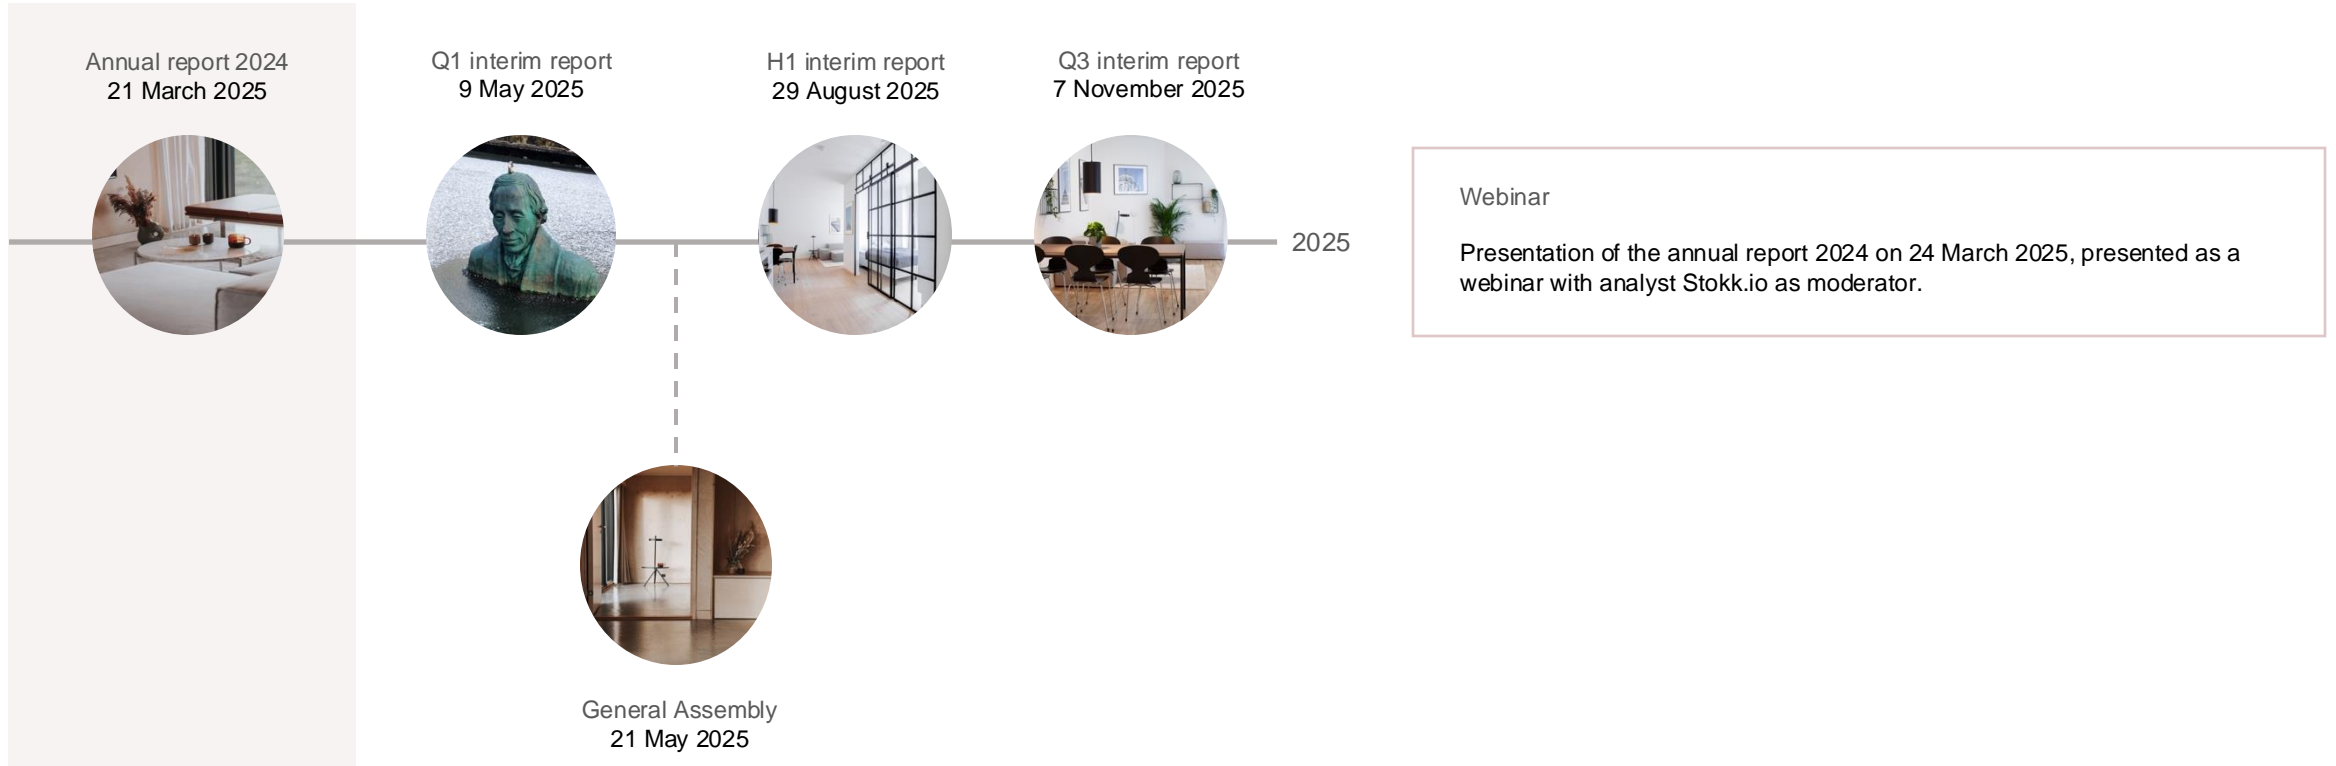 Annual report 2024
21 March 2025
Q1 interim report
9 May 2025
H1 interim report
29 August 2025
Q3 interim report
7 November 2025
2025
Webinar
Presentation of the annual report 2024 on 24 March 2025, presented as a
webinar with analyst Stokk.io as moderator.
General Assembly
21 May 2025